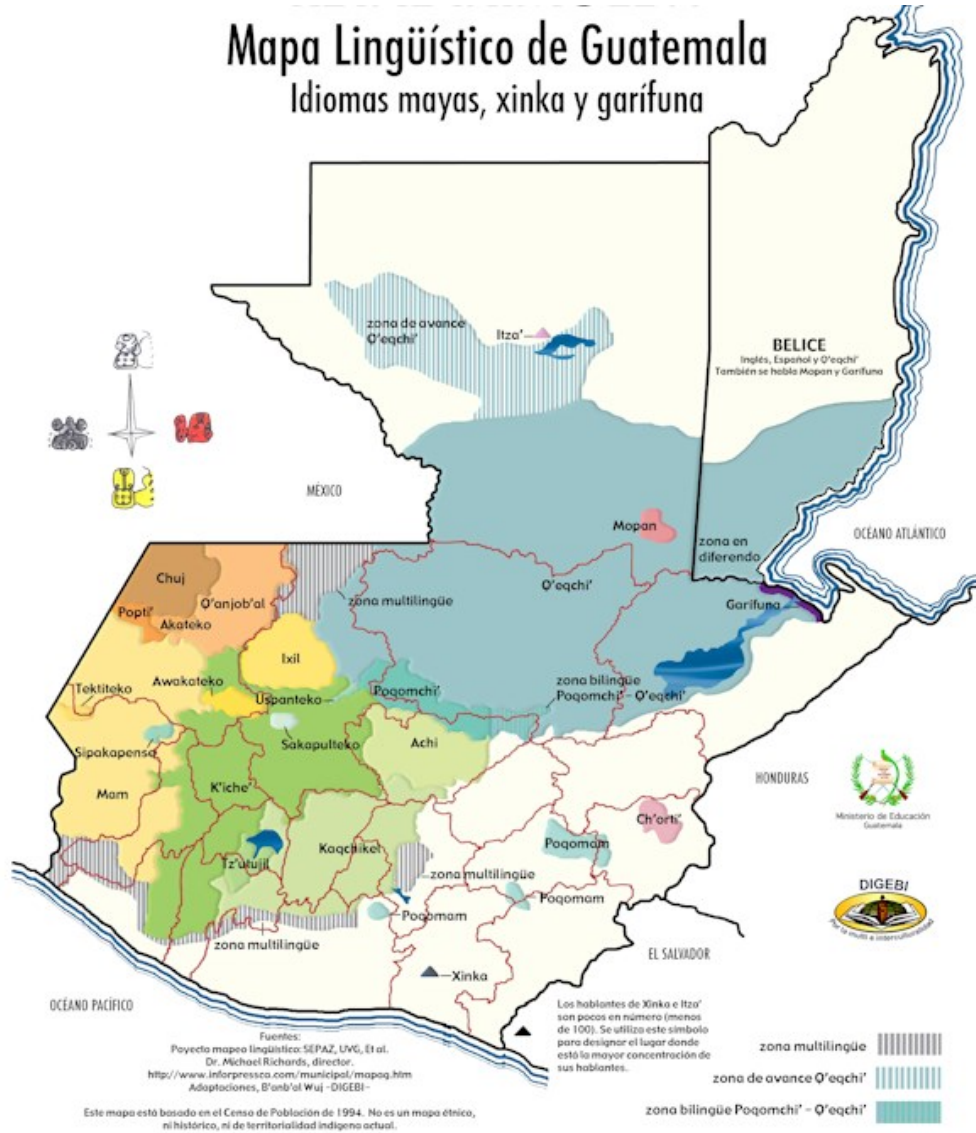 Mapa Lingüístico de Guatemala
Idiomas mayas, xinka y garífuna
zona de avance
Q'eqchi'
Itza'
BELICE
Inglés, Español y Q'eqchi'
También se habla Mopan y Garífuna
MÉXICO
OCÉANO ATLÁNTICO
Mopan
zona en
diferendo
Chuj
Q'anjob'al
Popti'
Akateko
zona multilingüe
Q'eqchi'
Garífuna
Ixil
Awakateko
Tektiteko
Uspanteko
Poqomchi'
zona bilingüe
Poqomchi' - Q'eqchi'
Sipakapense
Sakapulteko
Achi
Mam
K'iche'
HONDURAS
Ministerio de Educación
Guatemala
Ch'orti'
Tz'utujil
Kaqchikel
Poqomam
zona multilingüe
Poqomam
Poqomam
zona multilingüe
DIGEBI
Por la multi e interculturalidad
EL SALVADOR
Xinka
OCÉANO PACÍFICO
Los hablantes de Xinka e Itza'
son pocos en número (menos
de 100). Se utiliza este símbolo
para designar el lugar donde
está la mayor concentración de
sus hablantes.
Fuentes:
Poyecto mapeo lingüístico: SEPAZ, UVG, Et al.
Dr. Michael Richards, director.
http://www.inforpressca.com/municipal/mapag.htm
Adaptaciones, B'anb'al Wuj -DIGEBI-
zona multilingüe
zona de avance Q'eqchi'
zona bilingüe Poqomchi' - Q'eqchi'
Este mapa está basado en el Censo de Población de 1994. No es un mapa étnico,
ni histórico, ni de territorialidad indígena actual.